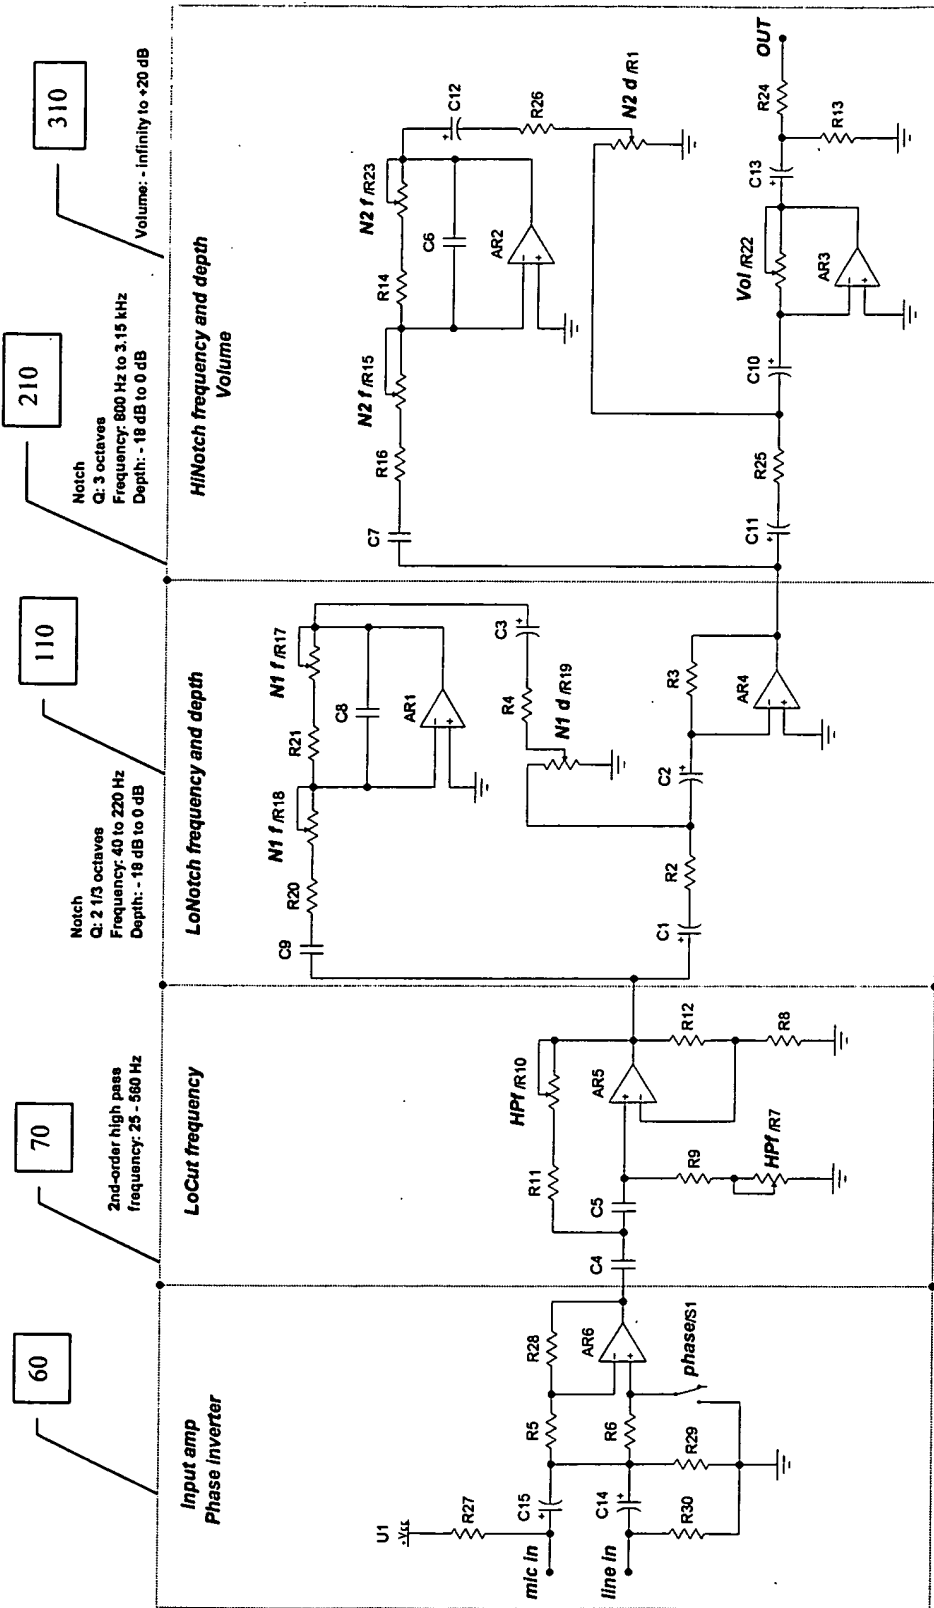 60
70
110
210
310
2nd-order high pass
frequency: 25 - 560 Hz
Notch
Q: 2 1/3 octaves
Frequency: 40 to 220 Hz
Depth: - 18 dB to 0 dB
Notch
Q: 3 octaves
Frequency: 800 Hz to 3.15 kHz
Depth: - 18 dB to 0 dB
Volume: - infinity to +20 dB
Input amp
Phase inverter
U1
+Vcc
R27
mic in
C15
R5
R28
AR6
line in
C14
R6
R30
R29
phase/S1
LoCut frequency
C4
C5
R11
HPf /R10
AR5
R12
R9
HPf /R7
R8
LoNotch frequency and depth
C9
R20
N1 f /R18
R21
N1 f /R17
C8
AR1
C3
R4
N1 d /R19
C1
R2
C2
R3
AR4
HiNotch frequency and depth
Volume
C7
R16
N2 f /R15
R14
N2 f /R23
C6
AR2
C12
R26
N2 d /R1
C11
R25
C10
Vol /R22
AR3
C13
R24
R13
OUT